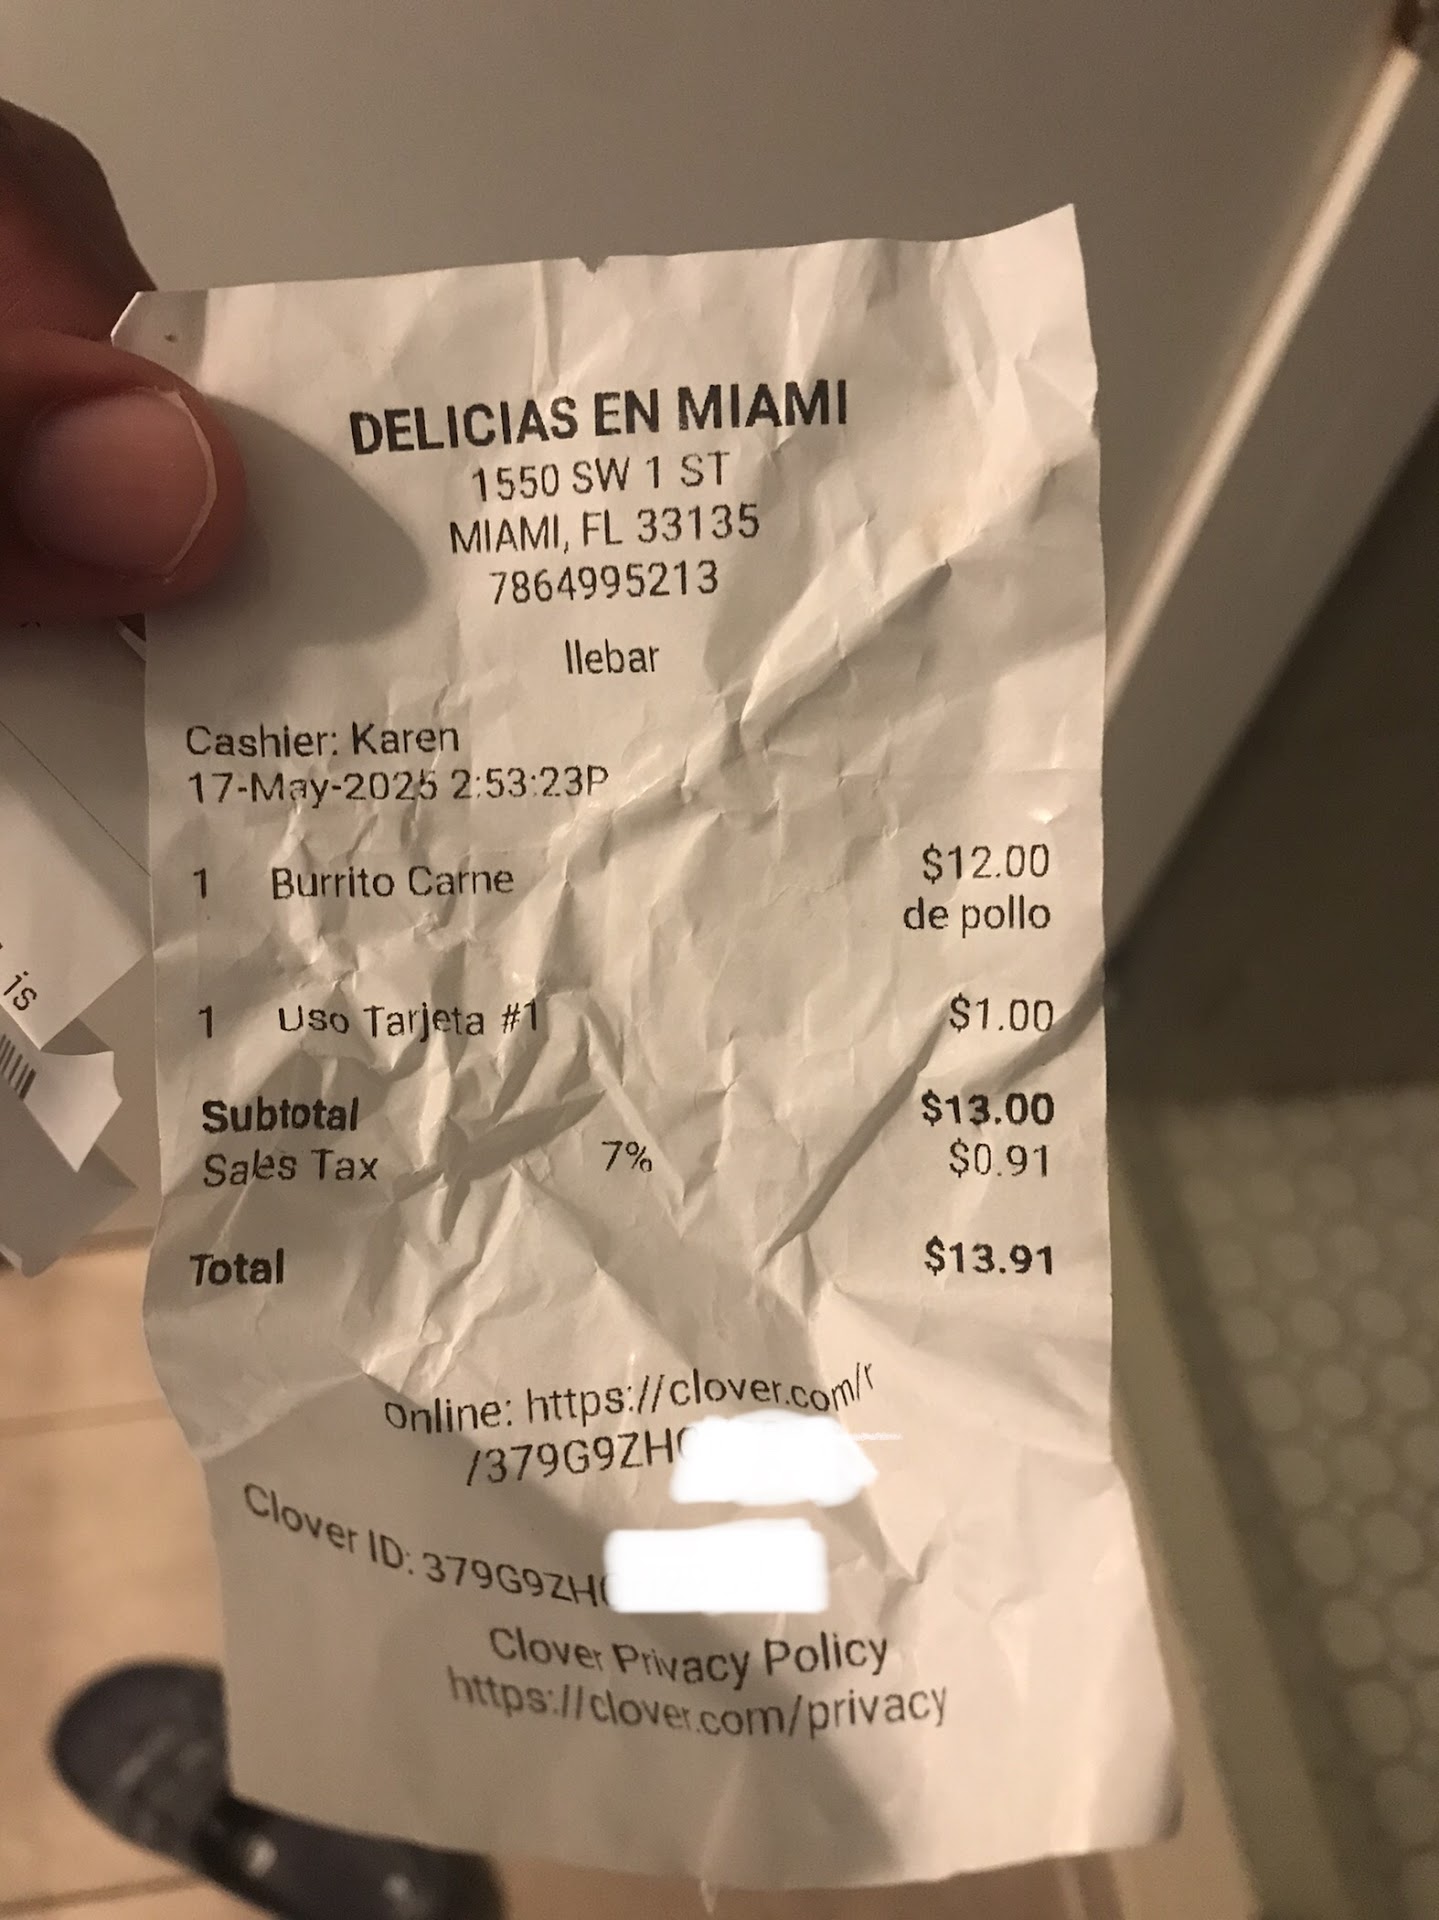 DELICIAS EN MIAMI
1550 SW 1 ST
MIAMI, FL 33135
7864995213
llebar
Cashier: Karen
17-May-2025 2:53:23P
1 Burrito Carne $12.00
de pollo
1 Uso Tarjeta #1 $1.00
Subtotal $13.00
Sales Tax 7% $0.91
Total $13.91
Online: https://clover.com/r
/379G9ZH
Clover ID: 379G9ZH
Clover Privacy Policy
https://clover.com/privacy
is